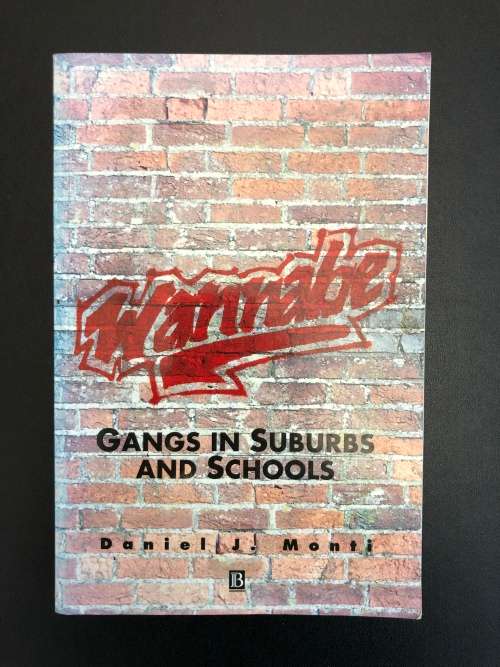 Wannabe
GANGS IN SUBURBS
AND SCHOOLS
Daniel J. Monti
B